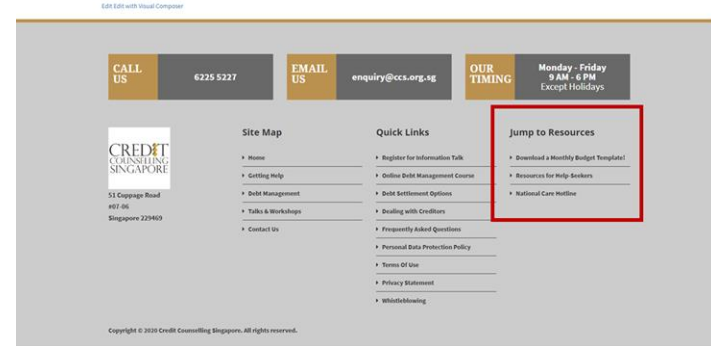 Edit Edit with Visual Composer
CALL
US
6225 5227
EMAIL
US
enquiry@ccs.org.sg
OUR
TIMING
Monday - Friday
9 AM - 6 PM
Except Holidays
CREDIT
COUNSELLING
SINGAPORE
51 Cuppage Road
#07-06
Singapore 229469
Site Map
Home
Getting Help
Debt Management
Talks & Workshops
Contact Us
Quick Links
Register for Information Talk
Online Debt Management Course
Debt Settlement Options
Dealing with Creditors
Frequently Asked Questions
Personal Data Protection Policy
Terms Of Use
Privacy Statement
Whistleblowing
Jump to Resources
Download a Monthly Budget Template!
Resources for Help-Seekers
National Care Hotline
Copyright © 2020 Credit Counselling Singapore. All rights reserved.